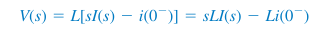 V(s) = L[sI(s) − i(0⁻)] = sLI(s) − Li(0⁻)